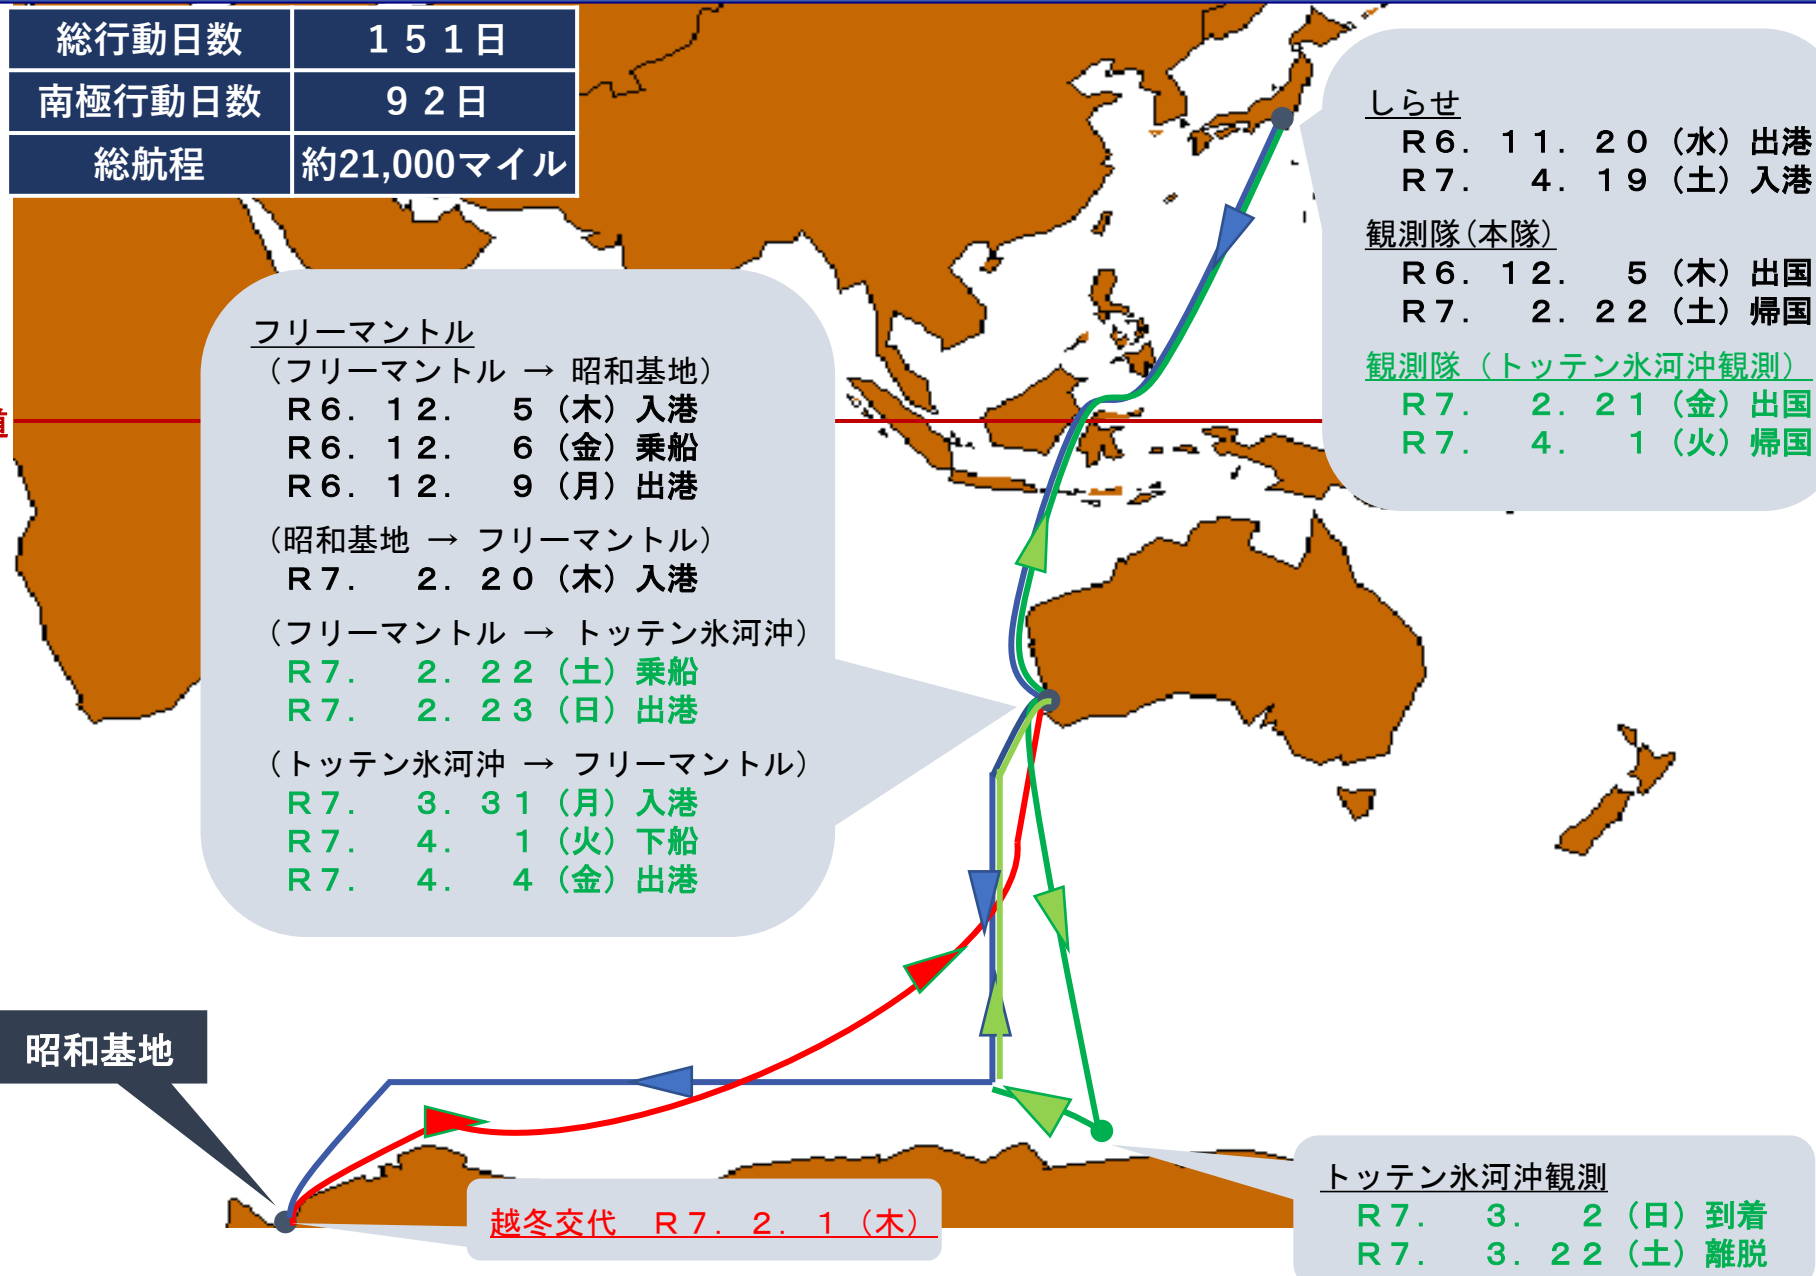 総行動日数 151日
南極行動日数 92日
総航程 約21,000マイル
しらせ
R6. 11. 20(水)出港
R7. 4. 19(土)入港
観測隊(本隊)
R6. 12. 5(木)出国
R7. 2. 22(土)帰国
観測隊(トッテン氷河沖観測)
R7. 2. 21(金)出国
R7. 4. 1(火)帰国
フリーマントル
(フリーマントル → 昭和基地)
R6. 12. 5(木)入港
R6. 12. 6(金)乗船
R6. 12. 9(月)出港
(昭和基地 → フリーマントル)
R7. 2. 20(木)入港
(フリーマントル → トッテン氷河沖)
R7. 2. 22(土)乗船
R7. 2. 23(日)出港
(トッテン氷河沖 → フリーマントル)
R7. 3. 31(月)入港
R7. 4. 1(火)下船
R7. 4. 4(金)出港
昭和基地
越冬交代 R7. 2. 1(木)
トッテン氷河沖観測
R7. 3. 2(日)到着
R7. 3. 22(土)離脱